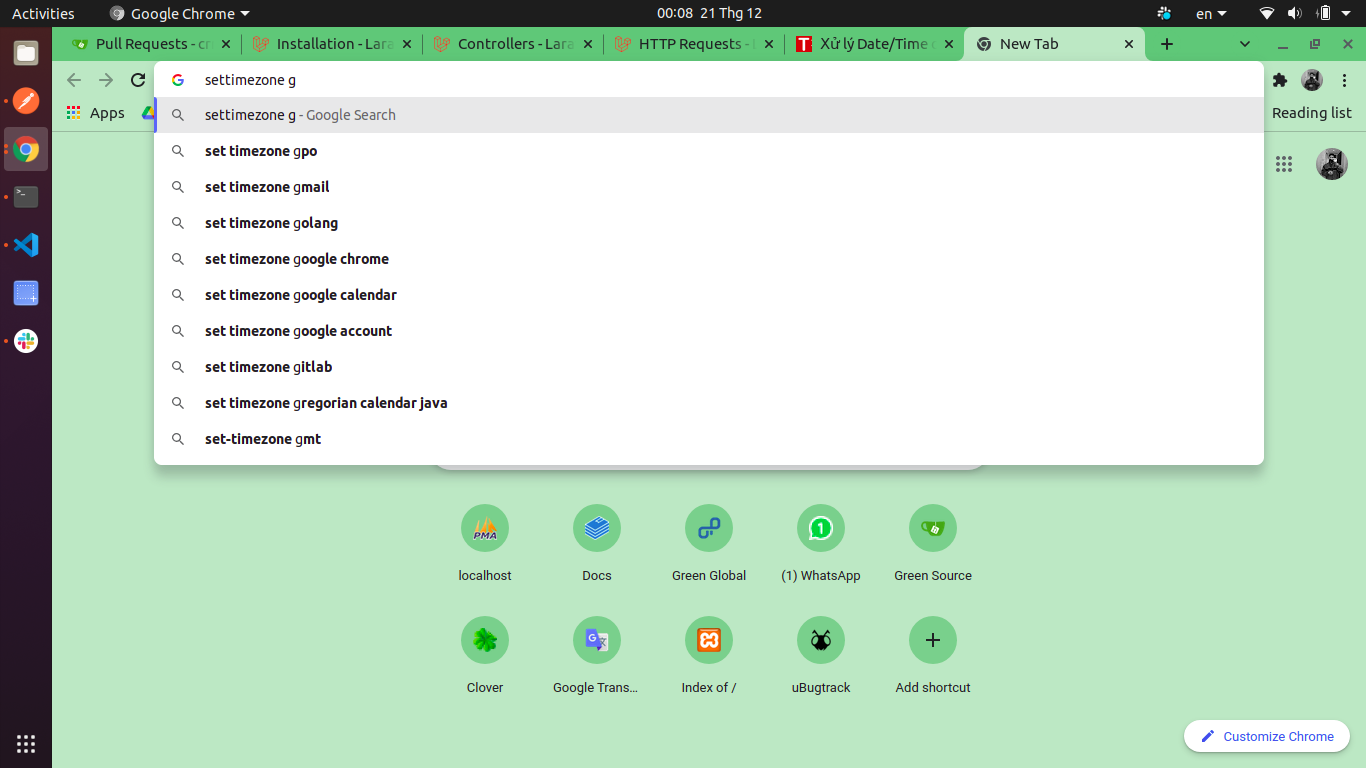 Activities
Google Chrome
00:08 21 Thg 12
en
Pull Requests - cr
Installation - Lara
Controllers - Lara
HTTP Requests -
Xử lý Date/Time
New Tab
settimezone g
Apps
Reading list
settimezone g - Google Search
set timezone gpo
set timezone gmail
set timezone golang
set timezone google chrome
set timezone google calendar
set timezone google account
set timezone gitlab
set timezone gregorian calendar java
set-timezone gmt
PMA
1
localhost
Docs
Green Global
(1) WhatsApp
Green Source
Clover
Google Trans...
Index of /
uBugtrack
Add shortcut
Customize Chrome